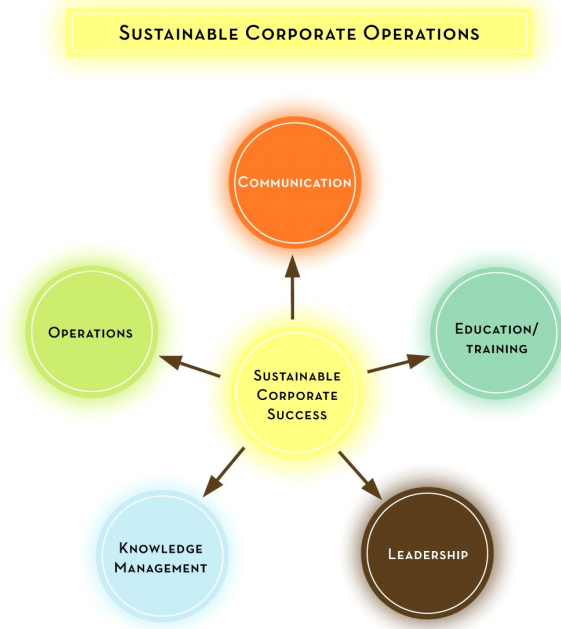 Sustainable Corporate Operations
Communication
Operations
Education/
training
Sustainable
Corporate
Success
Knowledge
Management
Leadership